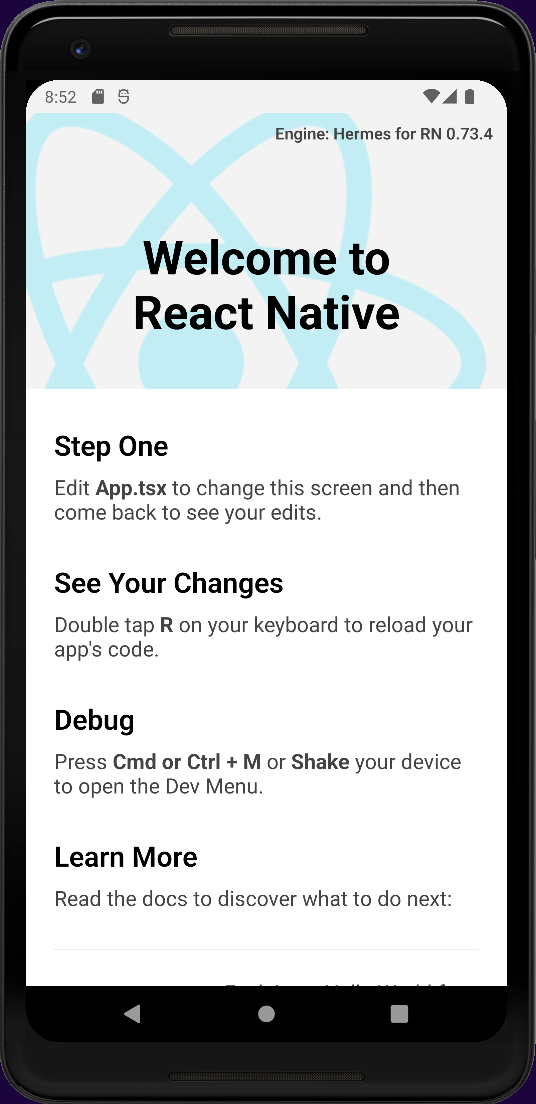 8:52
Engine: Hermes for RN 0.73.4
Welcome to
React Native
Step One
Edit App.tsx to change this screen and then
come back to see your edits.
See Your Changes
Double tap R on your keyboard to reload your
app's code.
Debug
Press Cmd or Ctrl + M or Shake your device
to open the Dev Menu.
Learn More
Read the docs to discover what to do next: